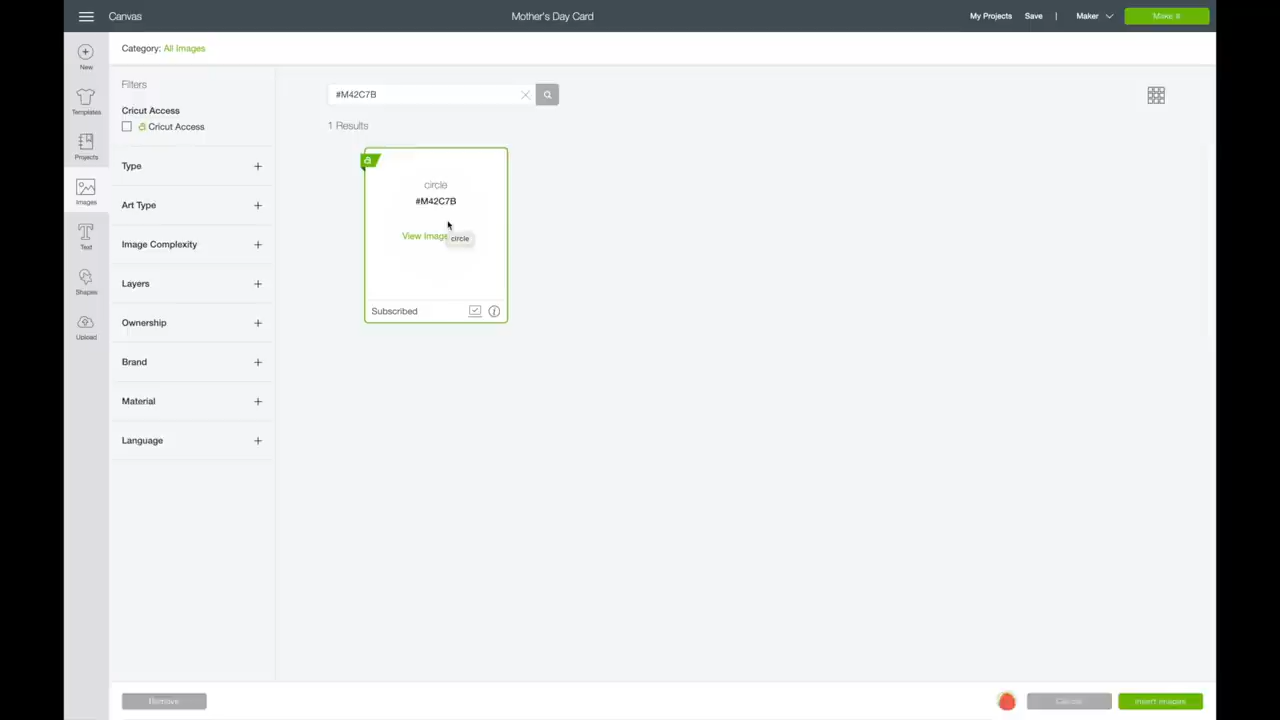 Canvas
Mother's Day Card
My Projects
Save
|
Maker
Make It
New
Templates
Projects
Images
Text
Shapes
Upload
Category: All Images
Filters
Cricut Access
Cricut Access
Type
Art Type
Image Complexity
Layers
Ownership
Brand
Material
Language
#M42C7B
1 Results
circle
#M42C7B
View Image
circle
Subscribed
Remove
Cancel
Insert Images